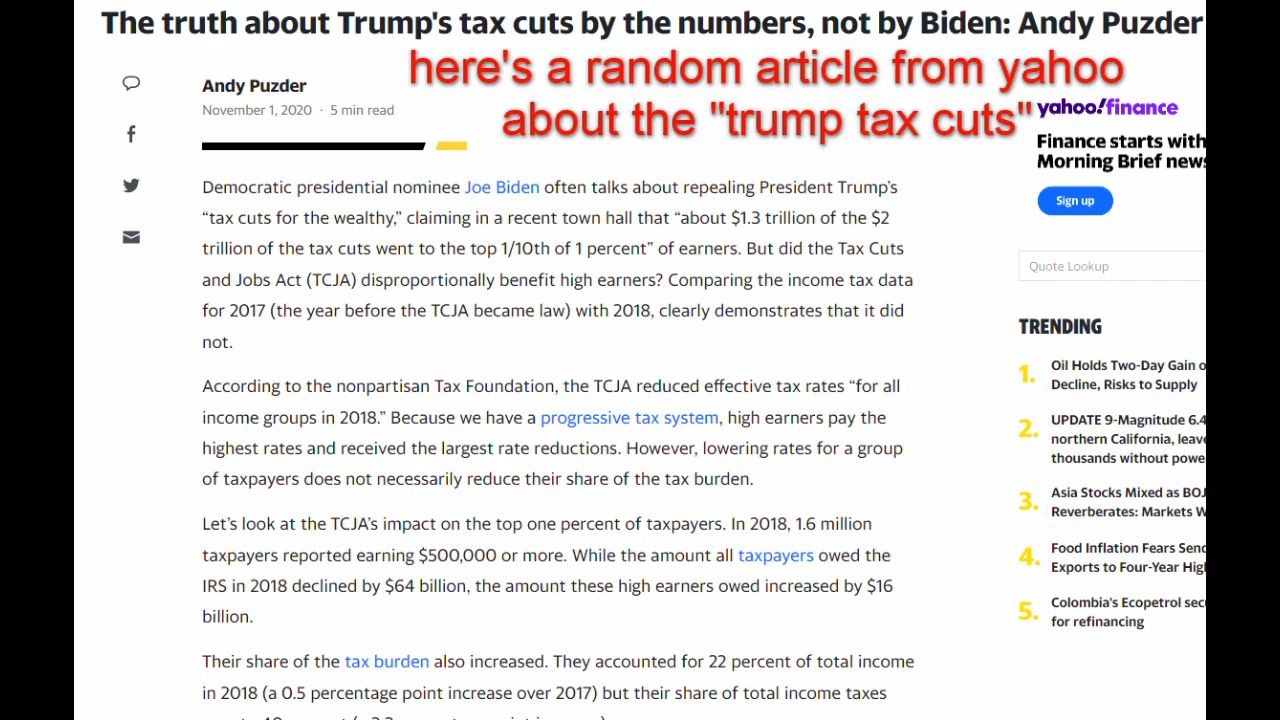 The truth about Trump's tax cuts by the numbers, not by Biden: Andy Puzder
here's a random article from yahoo
about the "trump tax cuts"
Andy Puzder
November 1, 2020 · 5 min read
Democratic presidential nominee Joe Biden often talks about repealing President Trump's
“tax cuts for the wealthy,” claiming in a recent town hall that “about $1.3 trillion of the $2
trillion of the tax cuts went to the top 1/10th of 1 percent” of earners. But did the Tax Cuts
and Jobs Act (TCJA) disproportionally benefit high earners? Comparing the income tax data
for 2017 (the year before the TCJA became law) with 2018, clearly demonstrates that it did
not.
According to the nonpartisan Tax Foundation, the TCJA reduced effective tax rates “for all
income groups in 2018.” Because we have a progressive tax system, high earners pay the
highest rates and received the largest rate reductions. However, lowering rates for a group
of taxpayers does not necessarily reduce their share of the tax burden.
Let's look at the TCJA's impact on the top one percent of taxpayers. In 2018, 1.6 million
taxpayers reported earning $500,000 or more. While the amount all taxpayers owed the
IRS in 2018 declined by $64 billion, the amount these high earners owed increased by $16
billion.
Their share of the tax burden also increased. They accounted for 22 percent of total income
in 2018 (a 0.5 percentage point increase over 2017) but their share of total income taxes
yahoo!finance
Finance starts with
Morning Brief
Sign up
Quote Lookup
TRENDING
1. Oil Holds Two-Day Gain
Decline, Risks to Supply
2. UPDATE 9-Magnitude 6.4
northern California,
thousands without
3. Asia Stocks Mixed as BOJ
Reverberates: Markets
4. Food Inflation Fears
Exports to Four-Year
5. Colombia's Ecopetrol
for refinancing